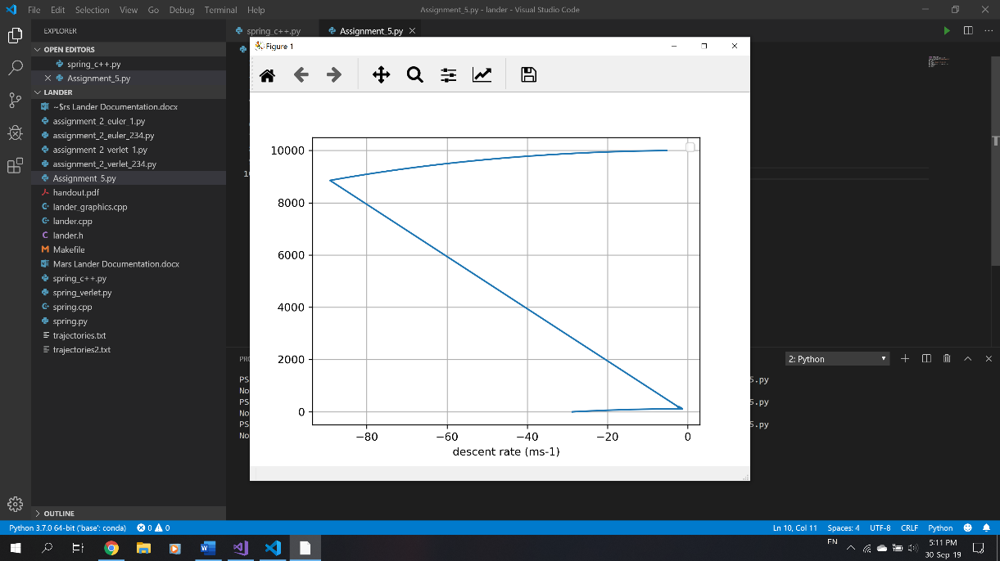 File Edit Selection View Go Debug Terminal Help
Assignment_5.py - lander - Visual Studio Code
EXPLORER
spring_c++.py
Assignment_5.py
OPEN EDITORS
spring_c++.py
Assignment_5.py
LANDER
~$rs Lander Documentation.docx
assignment_2_euler_1.py
assignment_2_euler_234.py
assignment_2_verlet_1.py
assignment_2_verlet_234.py
Assignment_5.py
handout.pdf
lander_graphics.cpp
lander.cpp
lander.h
Makefile
Mars Lander Documentation.docx
spring_c++.py
spring_verlet.py
spring.cpp
spring.py
trajectories.txt
trajectories2.txt
OUTLINE
Figure 1
10000
8000
6000
4000
2000
0
−80 −60 −40 −20 0
descent rate (ms-1)
2: Python
PS
5.py
No
PS
5.py
No
PS
5.py
No
Python 3.7.0 64-bit ('base': conda)
0 0
Ln 10, Col 11 Spaces: 4 UTF-8 CRLF Python
EN
5:11 PM
30 Sep 19